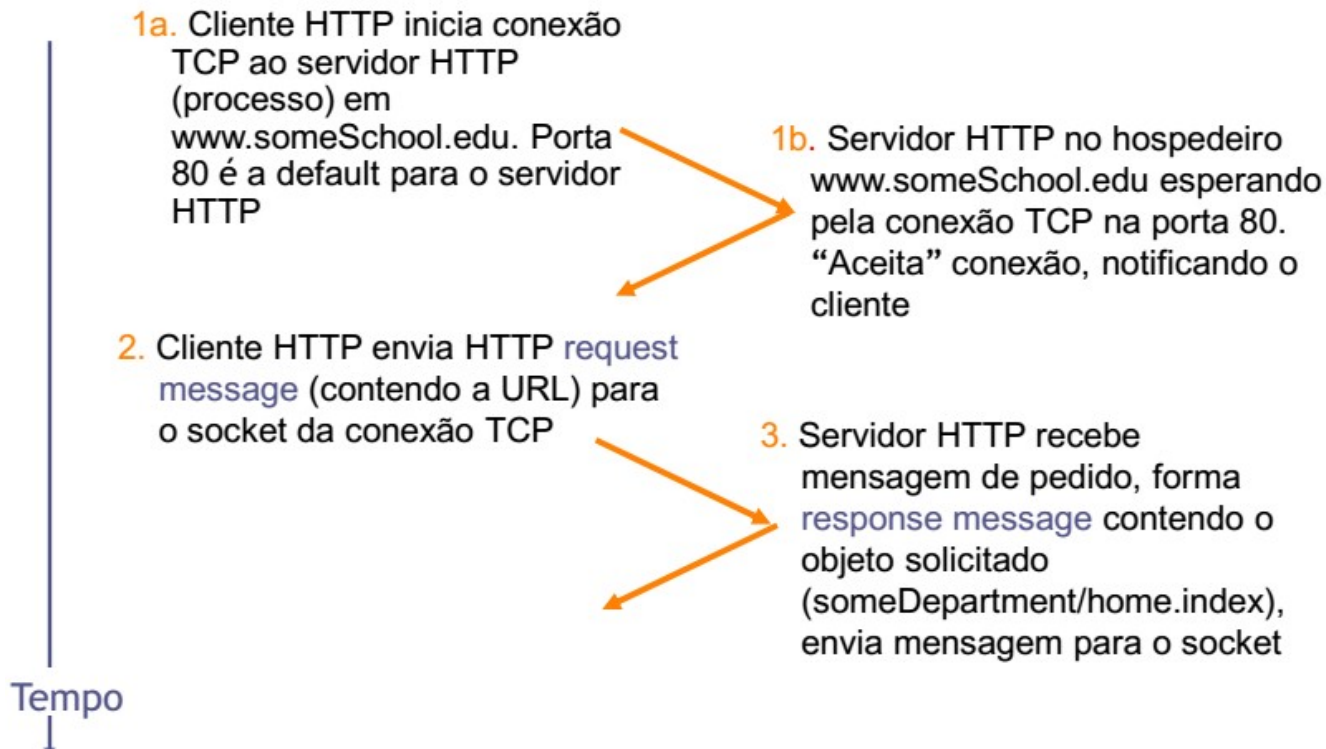 1a. Cliente HTTP inicia conexão
TCP ao servidor HTTP
(processo) em
www.someSchool.edu. Porta
80 é a default para o servidor
HTTP
1b. Servidor HTTP no hospedeiro
www.someSchool.edu esperando
pela conexão TCP na porta 80.
“Aceita” conexão, notificando o
cliente
2. Cliente HTTP envia HTTP request
message (contendo a URL) para
o socket da conexão TCP
3. Servidor HTTP recebe
mensagem de pedido, forma
response message contendo o
objeto solicitado
(someDepartment/home.index),
envia mensagem para o socket
Tempo